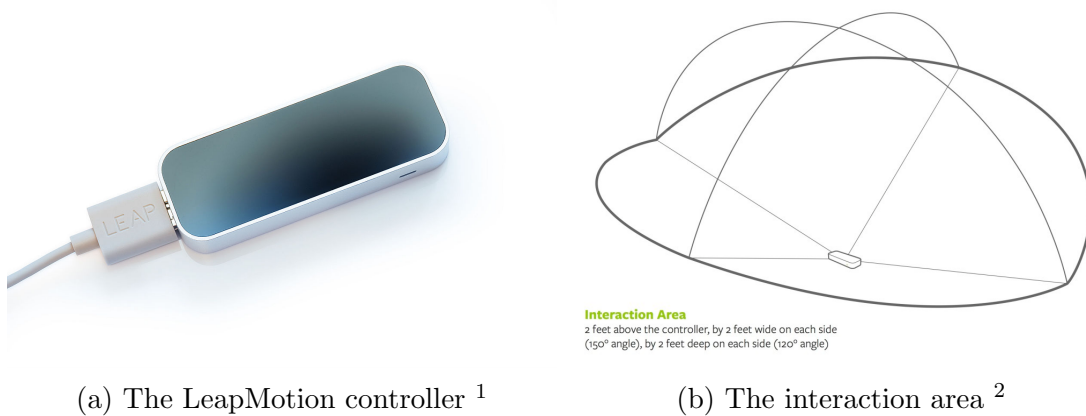 LEAP
Interaction Area
2 feet above the controller, by 2 feet wide on each side
(150° angle), by 2 feet deep on each side (120° angle)
(a) The LeapMotion controller ¹
(b) The interaction area ²